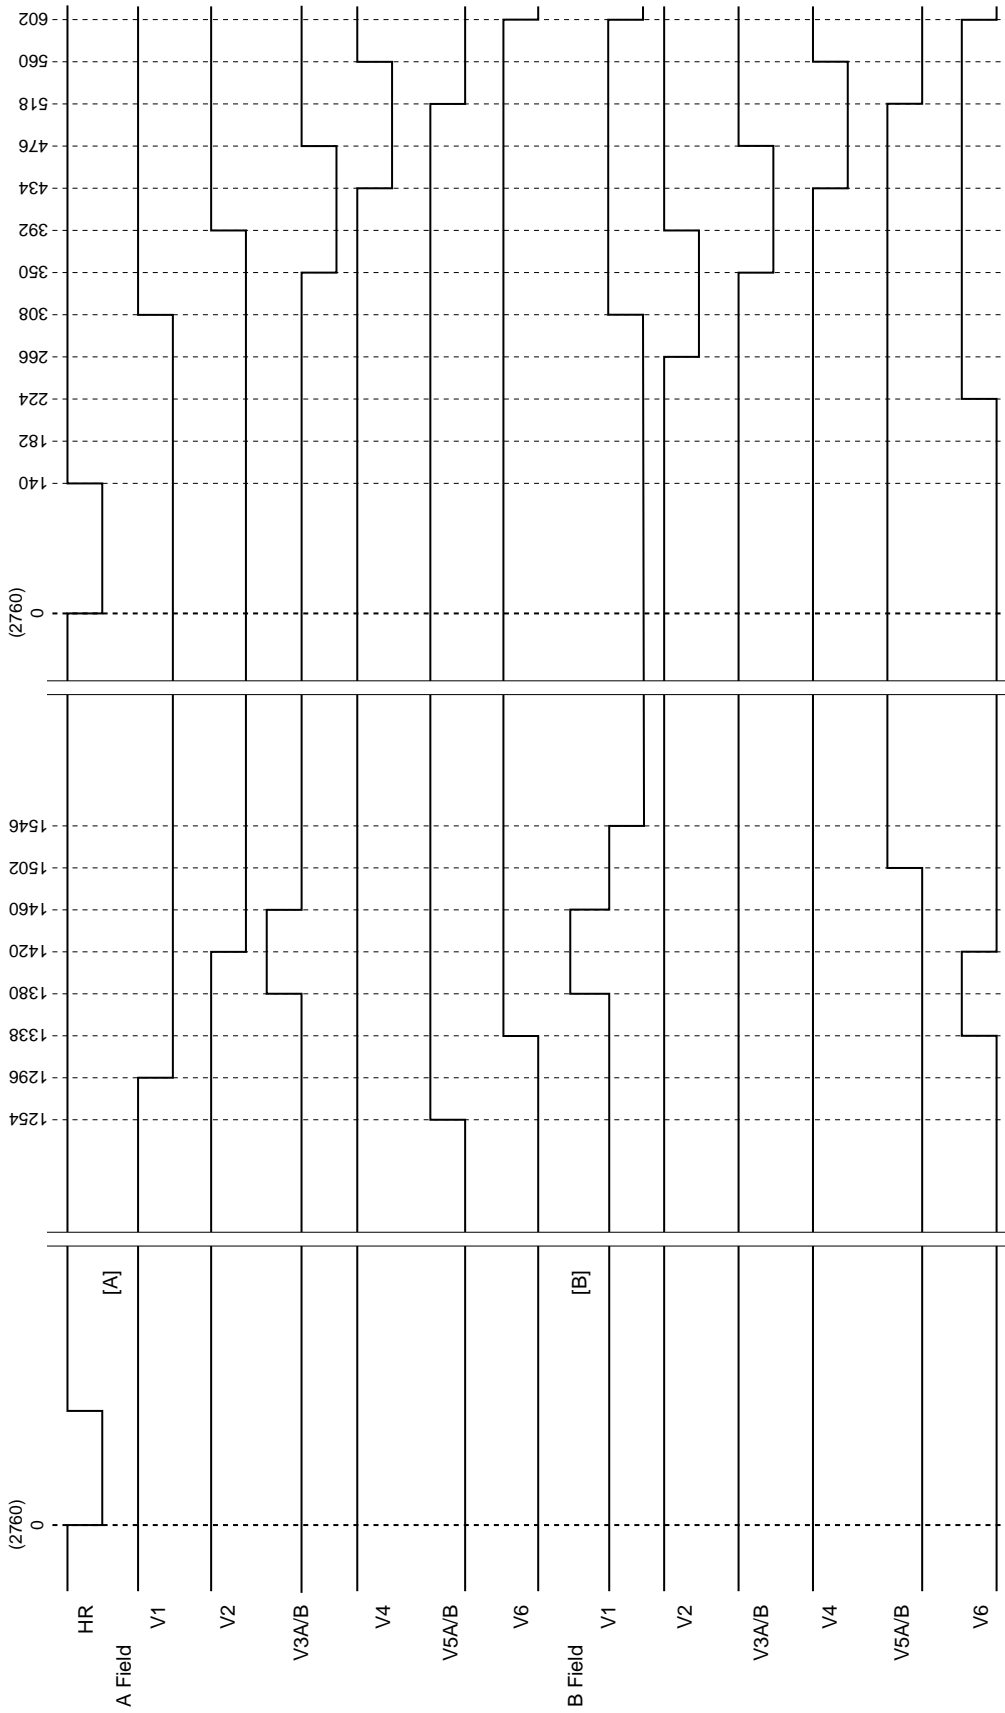 (2760)
0
1254
1296
1338
1380
1420
1460
1502
1546
(2760)
0
140
182
224
266
308
350
392
434
476
518
560
602
HR
[A]
A Field
V1
V2
V3A/B
V4
V5A/B
V6
[B]
B Field
V1
V2
V3A/B
V4
V5A/B
V6